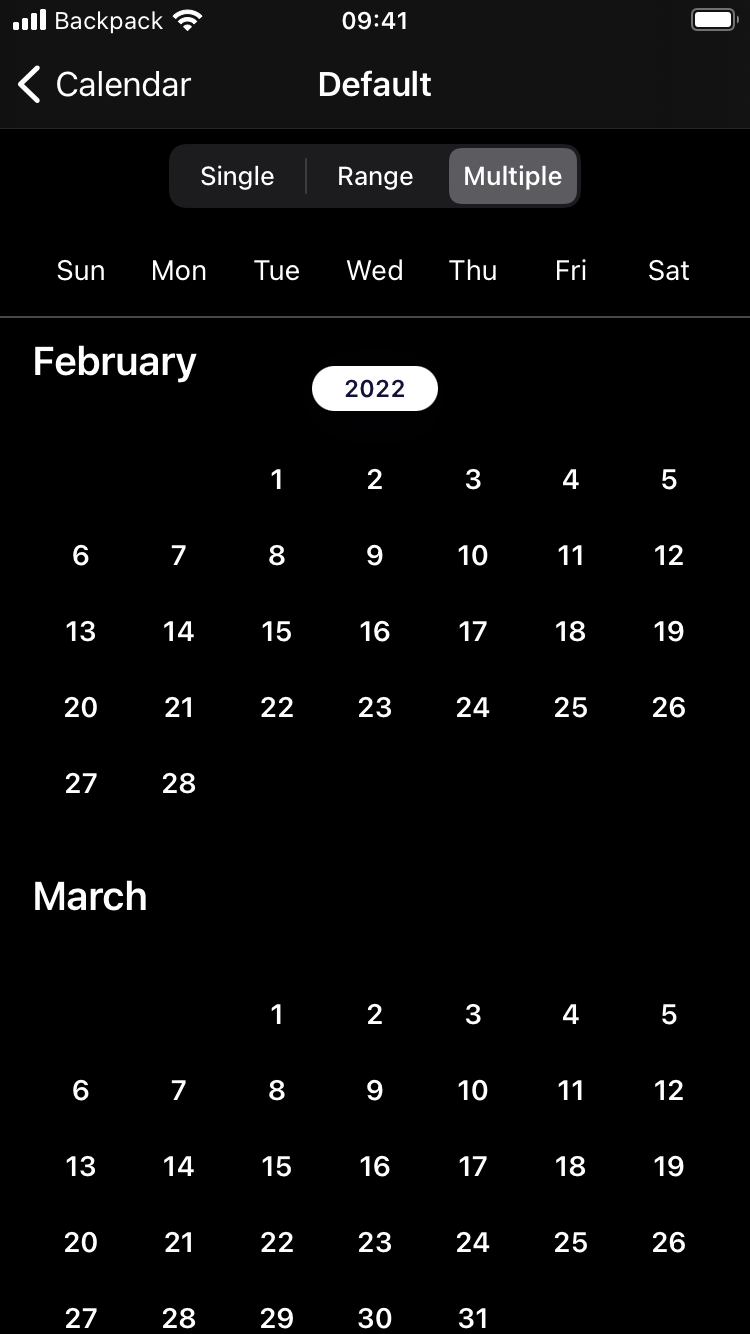 Backpack 09:41
Calendar Default
Single Range Multiple
Sun Mon Tue Wed Thu Fri Sat
February
2022
1 2 3 4 5
6 7 8 9 10 11 12
13 14 15 16 17 18 19
20 21 22 23 24 25 26
27 28
March
1 2 3 4 5
6 7 8 9 10 11 12
13 14 15 16 17 18 19
20 21 22 23 24 25 26
27 28 29 30 31